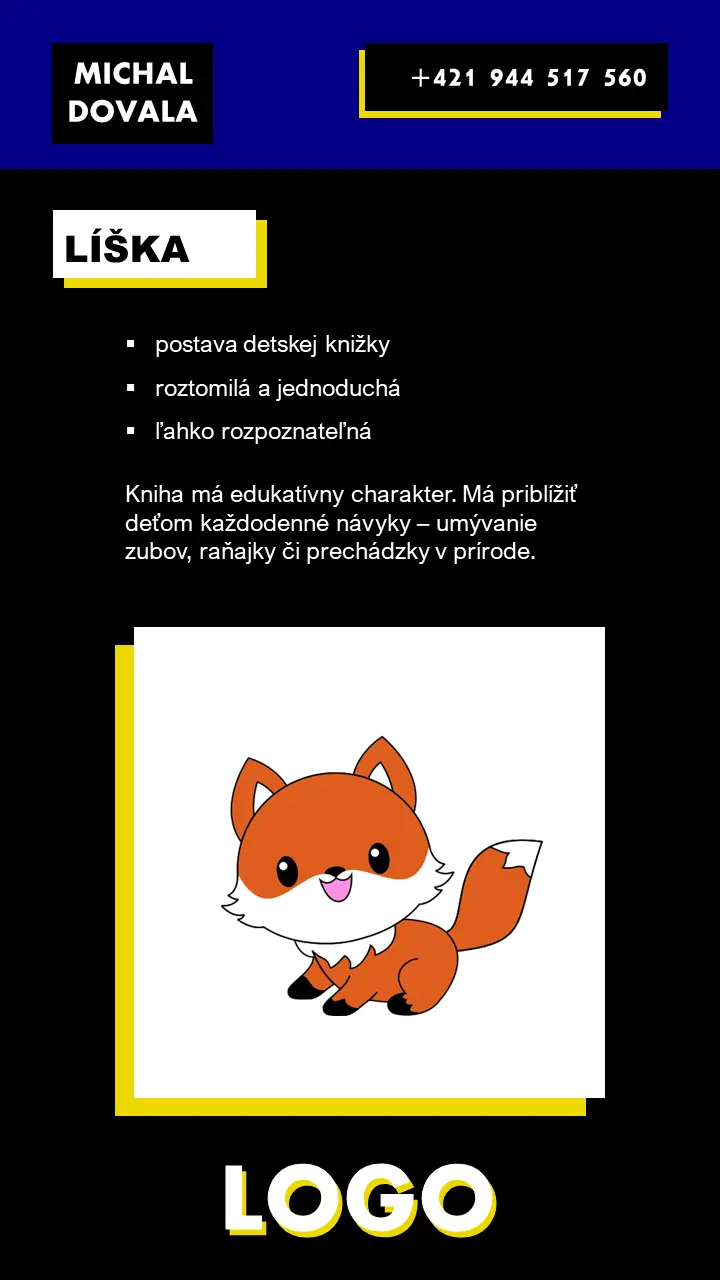 MICHAL
DOVALA
+421 944 517 560
LÍŠKA
▪ postava detskej knižky
▪ roztomilá a jednoduchá
▪ ľahko rozpoznateľná
Kniha má edukatívny charakter. Má priblížiť
deťom každodenné návyky – umývanie
zubov, raňajky či prechádzky v prírode.
LOGO